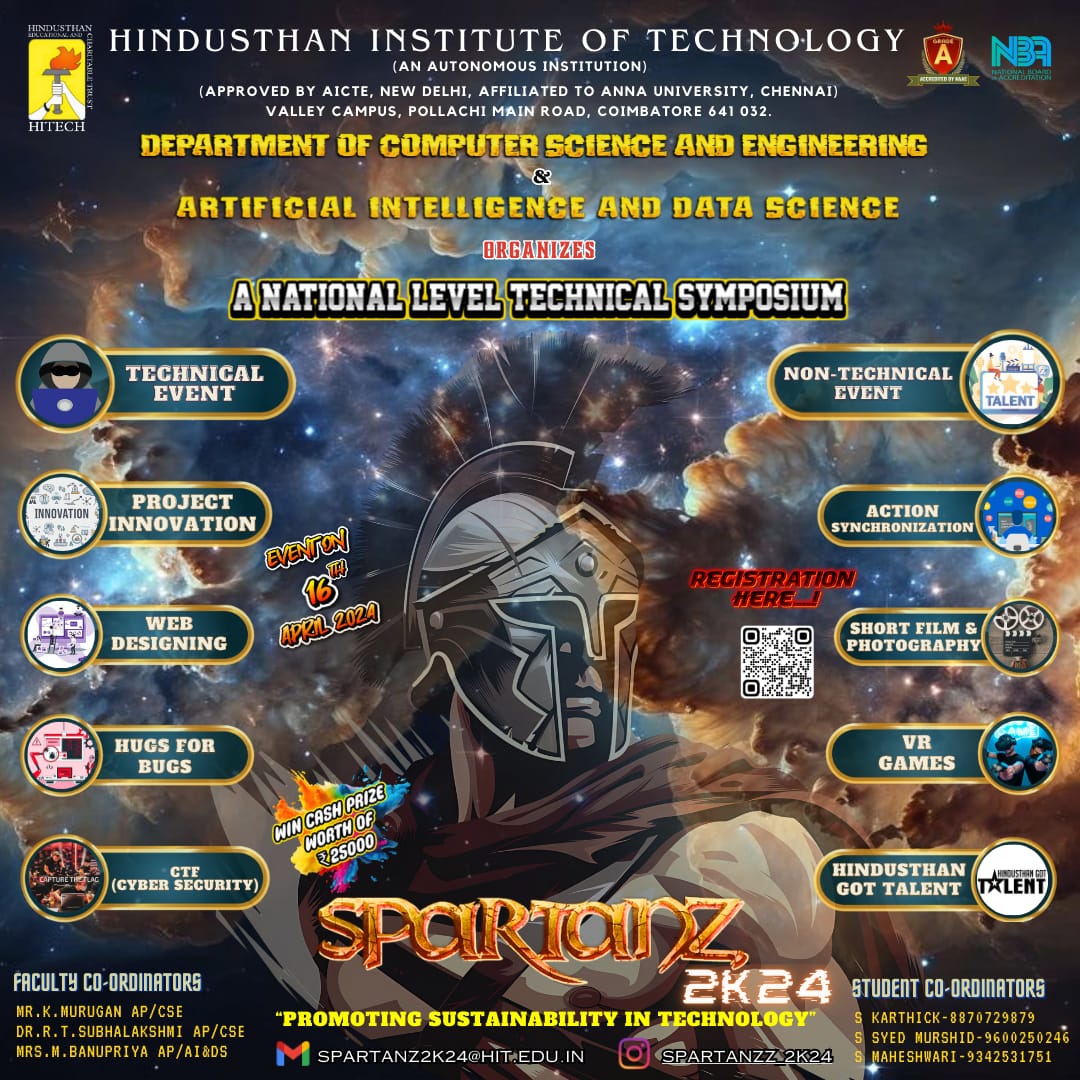 HINDUSTHAN
EDUCATIONAL AND
CHARITABLE TRUST
HITECH
HINDUSTHAN INSTITUTE OF TECHNOLOGY
(AN AUTONOMOUS INSTITUTION)
(APPROVED BY AICTE, NEW DELHI, AFFILIATED TO ANNA UNIVERSITY, CHENNAI)
VALLEY CAMPUS, POLLACHI MAIN ROAD, COIMBATORE 641 032.
GRADE
A
ACCREDITED BY NAAC
NBA
NATIONAL BOARD
of ACCREDITATION
DEPARTMENT OF COMPUTER SCIENCE AND ENGINEERING
&
ARTIFICIAL INTELLIGENCE AND DATA SCIENCE
ORGANIZES
A NATIONAL LEVEL TECHNICAL SYMPOSIUM
TECHNICAL
EVENT
INNOVATION
PROJECT
INNOVATION
WEB
DESIGNING
HUGS FOR
BUGS
CAPTURE THE FLAG
CTF
(CYBER SECURITY)
EVENT ON
16TH
APRIL 2024
WIN CASH PRIZE
WORTH OF
₹25000
NON-TECHNICAL
EVENT
TALENT
ACTION
SYNCHRONIZATION
REGISTRATION
HERE...!
SHORT FILM &
PHOTOGRAPHY
VR
GAMES
GAME
HINDUSTHAN
GOT TALENT
HINDUSTHAN GOT
TALENT
SPARTANZ
2K24
"PROMOTING SUSTAINABILITY IN TECHNOLOGY"
SPARTANZ2K24@HIT.EDU.IN
SPARTANZZ_2K24
FACULTY CO-ORDINATORS
MR.K.MURUGAN AP/CSE
DR.R.T.SUBHALAKSHMI AP/CSE
MRS.M.BANUPRIYA AP/AI&DS
STUDENT CO-ORDINATORS
S KARTHICK-8870729879
S SYED MURSHID-9600250246
S MAHESHWARI-9342531751